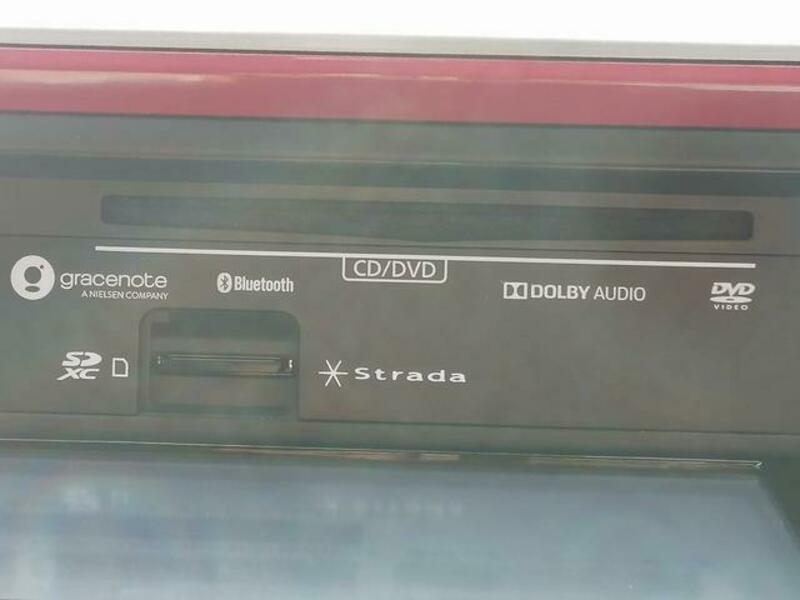 gracenote
A NIELSEN COMPANY
Bluetooth
CD/DVD
DOLBY AUDIO
DVD
VIDEO
SD
XC
Strada